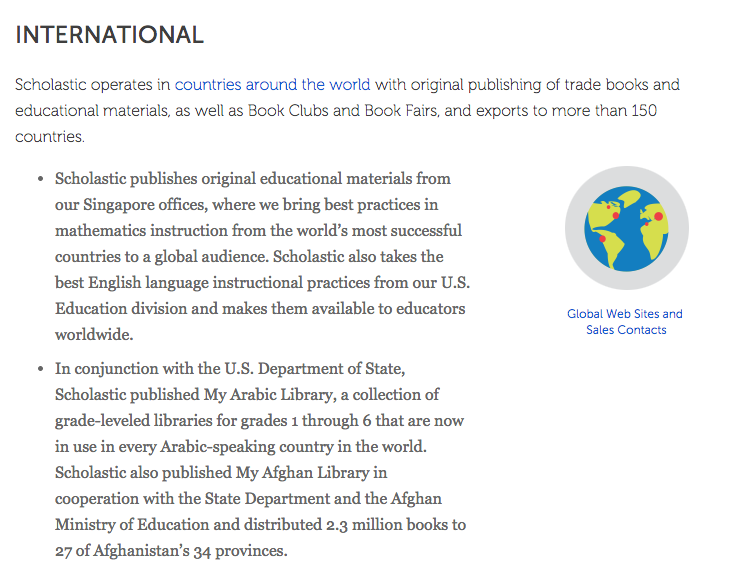 INTERNATIONAL
Scholastic operates in countries around the world with original publishing of trade books and
educational materials, as well as Book Clubs and Book Fairs, and exports to more than 150
countries.
• Scholastic publishes original educational materials from
our Singapore offices, where we bring best practices in
mathematics instruction from the world’s most successful
countries to a global audience. Scholastic also takes the
best English language instructional practices from our U.S.
Education division and makes them available to educators
worldwide.
• In conjunction with the U.S. Department of State,
Scholastic published My Arabic Library, a collection of
grade-leveled libraries for grades 1 through 6 that are now
in use in every Arabic-speaking country in the world.
Scholastic also published My Afghan Library in
cooperation with the State Department and the Afghan
Ministry of Education and distributed 2.3 million books to
27 of Afghanistan’s 34 provinces.
Global Web Sites and
Sales Contacts